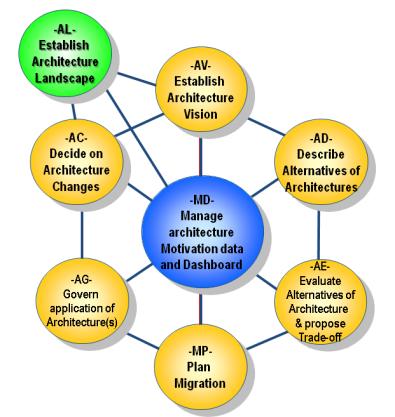 -AL-
Establish
Architecture
Landscape
-AV-
Establish
Architecture
Vision
-AC-
Decide on
Architecture
Changes
-AD-
Describe
Alternatives of
Architectures
-MD-
Manage
architecture
Motivation data
and Dashboard
-AG-
Govern
application of
Architecture(s)
-AE-
Evaluate
Alternatives of
Architecture
& propose
Trade-off
-MP-
Plan
Migration